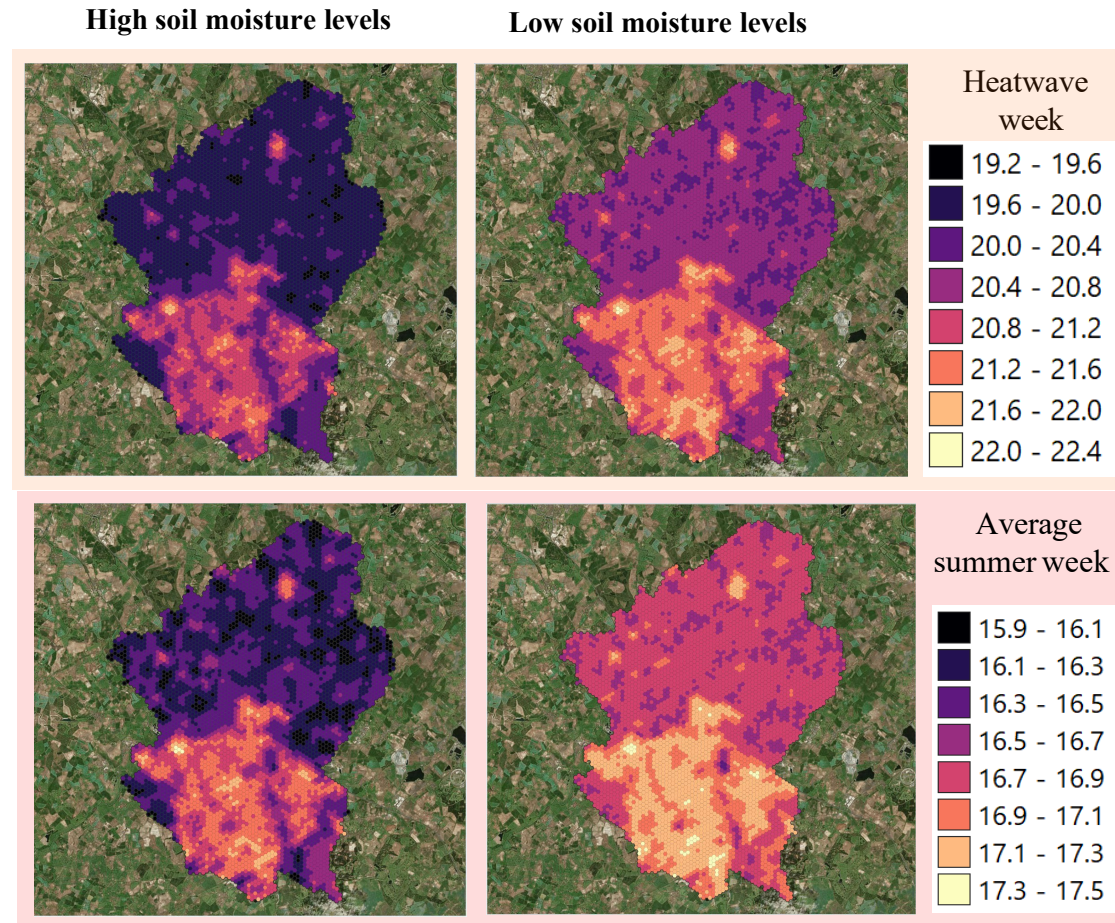 High soil moisture levels
Low soil moisture levels
Heatwave
week
19.2 - 19.6
19.6 - 20.0
20.0 - 20.4
20.4 - 20.8
20.8 - 21.2
21.2 - 21.6
21.6 - 22.0
22.0 - 22.4
Average
summer week
15.9 - 16.1
16.1 - 16.3
16.3 - 16.5
16.5 - 16.7
16.7 - 16.9
16.9 - 17.1
17.1 - 17.3
17.3 - 17.5